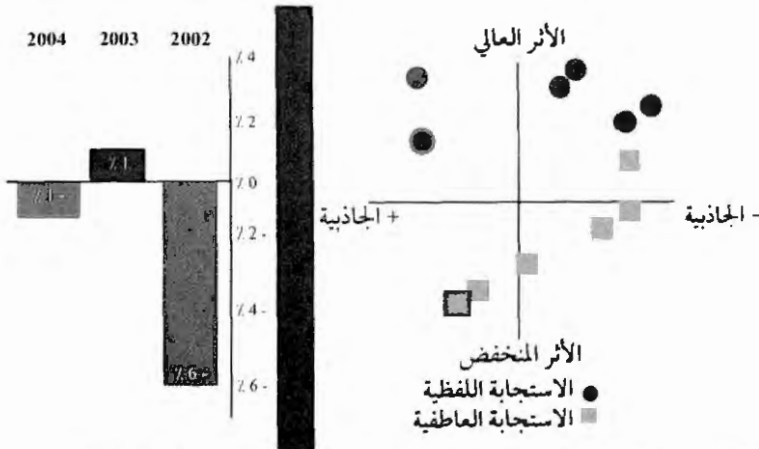 الأثر العالي
الجاذبية -
الجاذبية +
الأثر المنخفض
الاستجابة اللفظية
الاستجابة العاطفية
2002 2003 2004
٪ 4
٪ 2
٪ 0
٪ 2 -
٪ 4 -
٪ 6 -
٪ 1
٪ 1 -
٪ 6 -